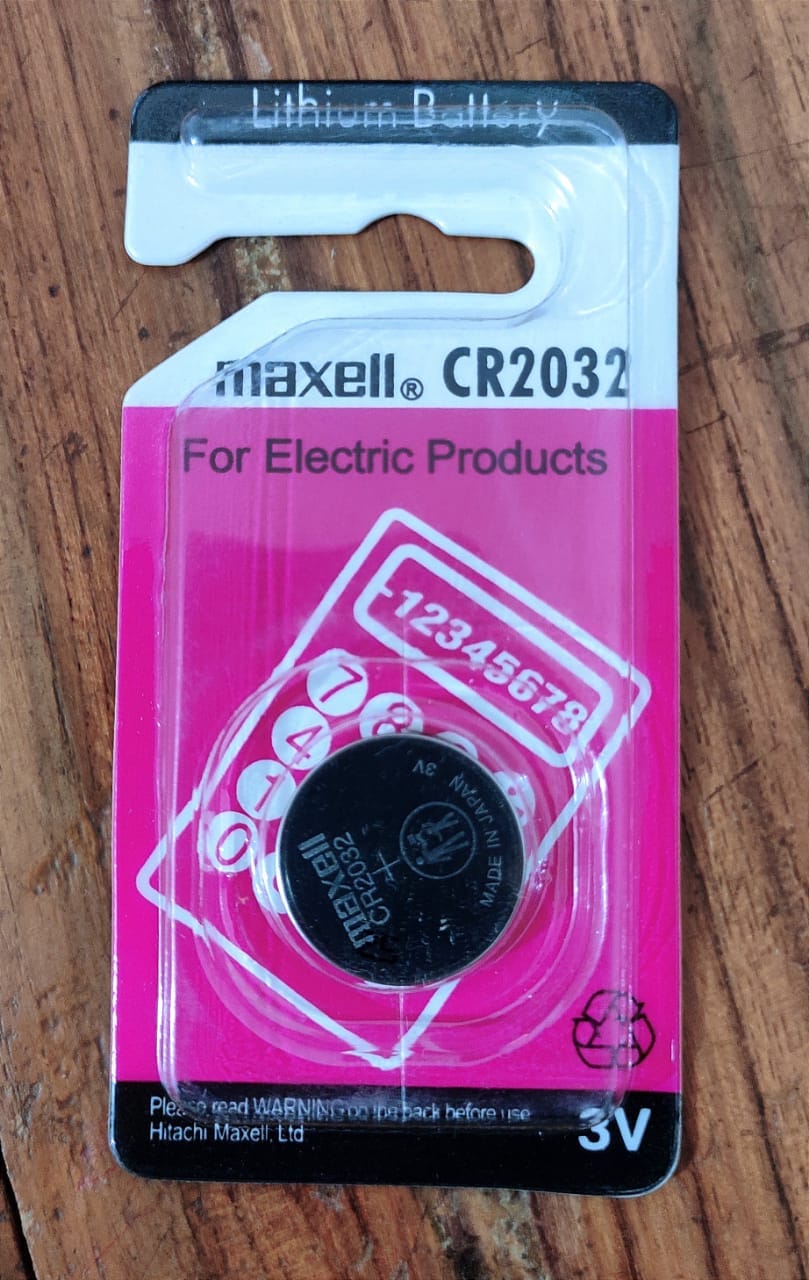 Lithium Battery
maxell® CR2032
For Electric Products
-12345678
7 8
4
1
0
3V
MADE IN JAPAN
maxell
CR2032
+
Please read WARNING on the back before use
Hitachi Maxell, Ltd
3V